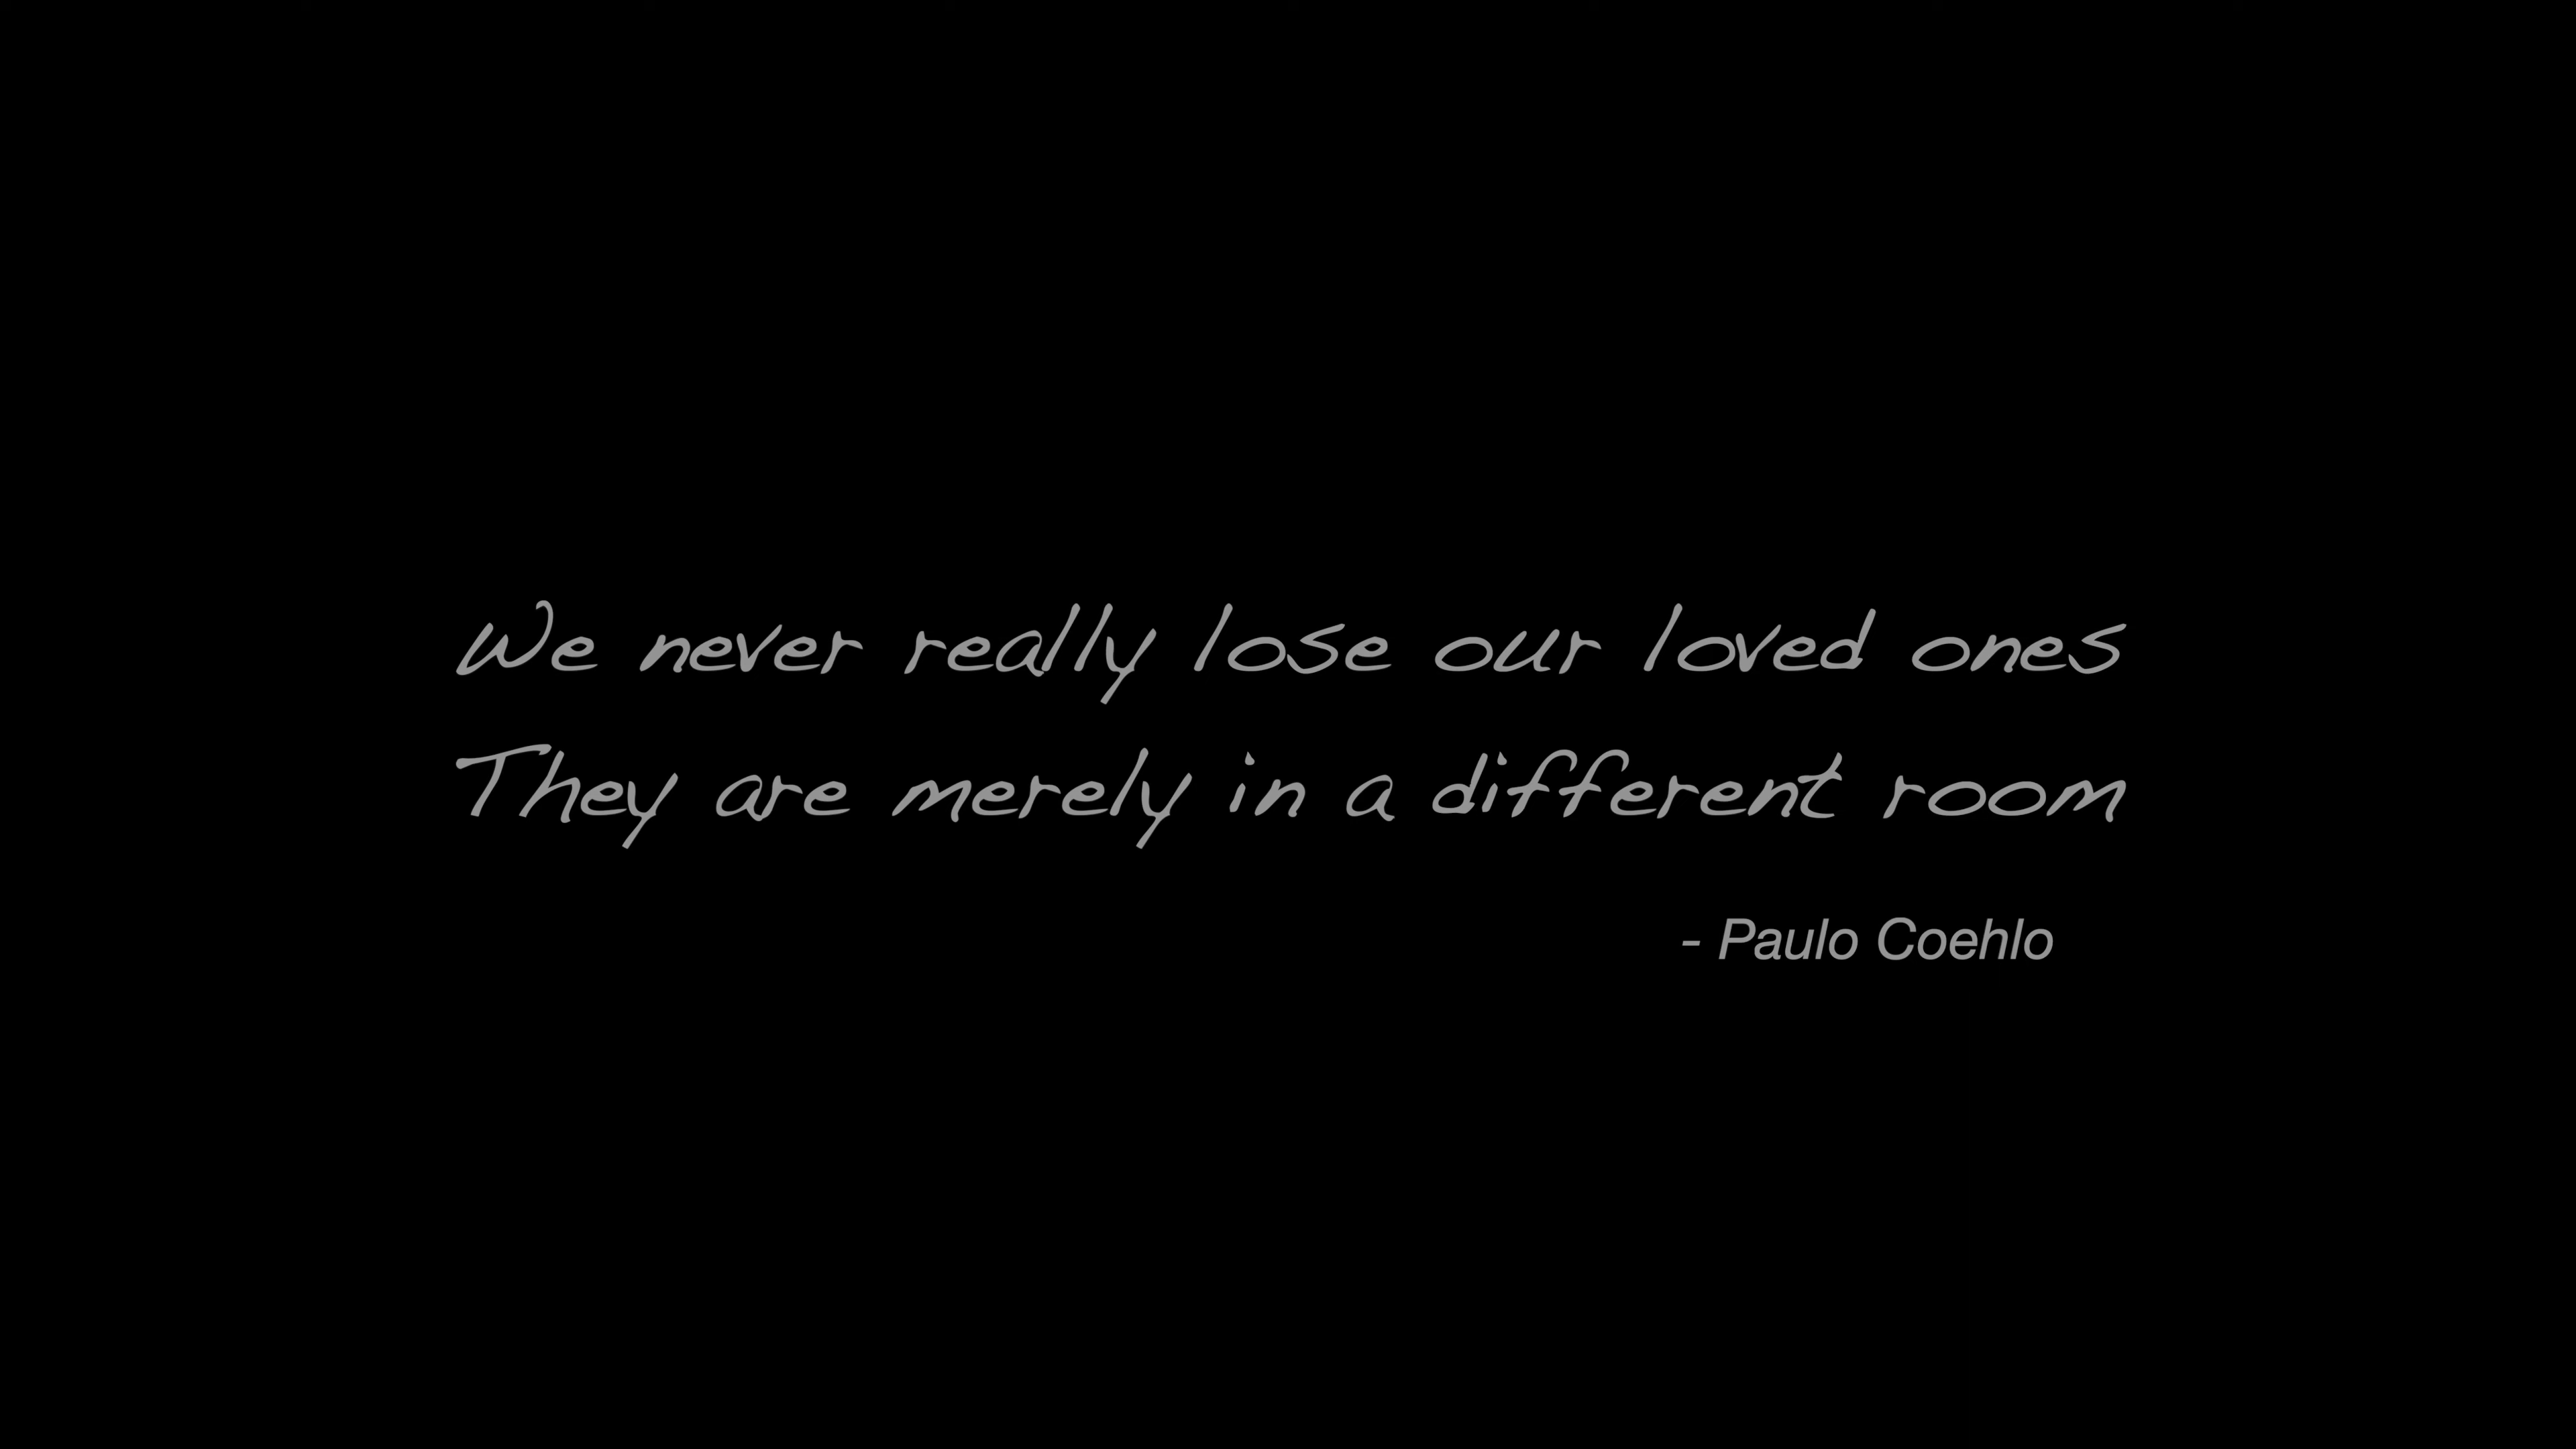 We never really lose our loved ones
They are merely in a different room
- Paulo Coehlo